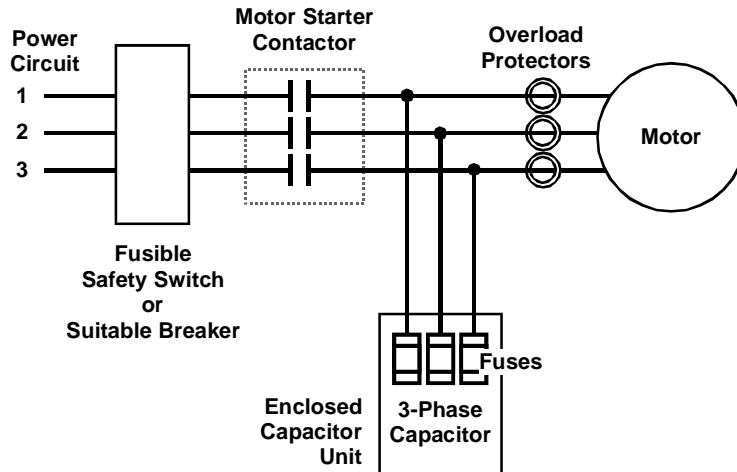 Motor Starter
Contactor
Power
Circuit
Overload
Protectors
1
2
3
Motor
Fusible
Safety Switch
or
Suitable Breaker
Fuses
Enclosed
Capacitor
Unit
3-Phase
Capacitor